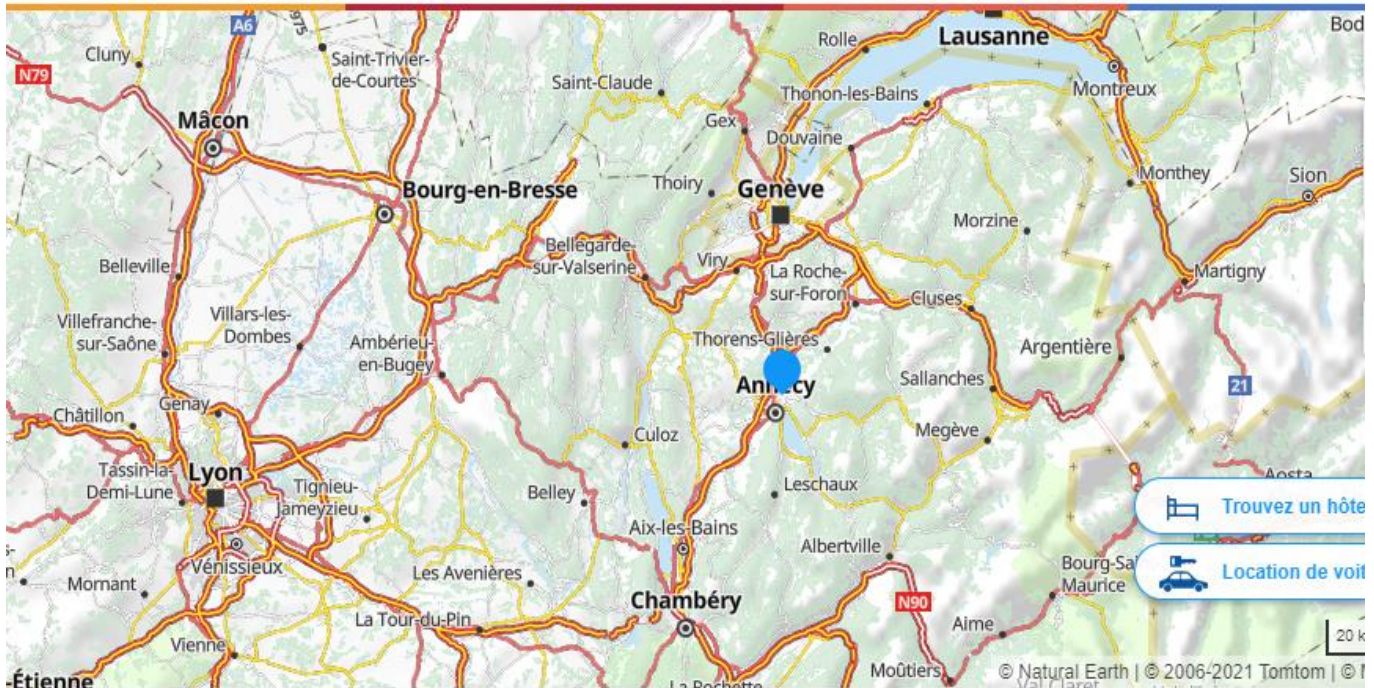 A6
975
Cluny
N79
Saint-Trivier-
de-Courtes
Saint-Claude
Rolle
Lausanne
Bod
Thonon-les-Bains
Montreux
Mâcon
Gex
Douvaine
Bourg-en-Bresse
Thoiry
Genève
Monthey
Sion
Morzine
Belleville
Bellegarde-
sur-Valserine
Viry
La Roche-
sur-Foron
Cluses
Martigny
Villefranche-
sur-Saône
Villars-les-
Dombes
Ambérieu-
en-Bugey
Thorens-Glières
Argentière
Annecy
Sallanches
21
Châtillon
Genay
Culoz
Megève
Tassin-la-
Demi-Lune
Lyon
Tignieu-
Jameyzieu
Belley
Leschaux
Aosta
Trouvez un hôte
Aix-les-Bains
Albertville
Vénissieux
Mornant
Les Avenières
Bourg-Sa
Maurice
Location de voit
Chambéry
N90
La Tour-du-Pin
Aime
20 k
Vienne
-Étienne
La Rochette
Moûtiers
Val Claret
© Natural Earth | © 2006-2021 Tomtom | © M